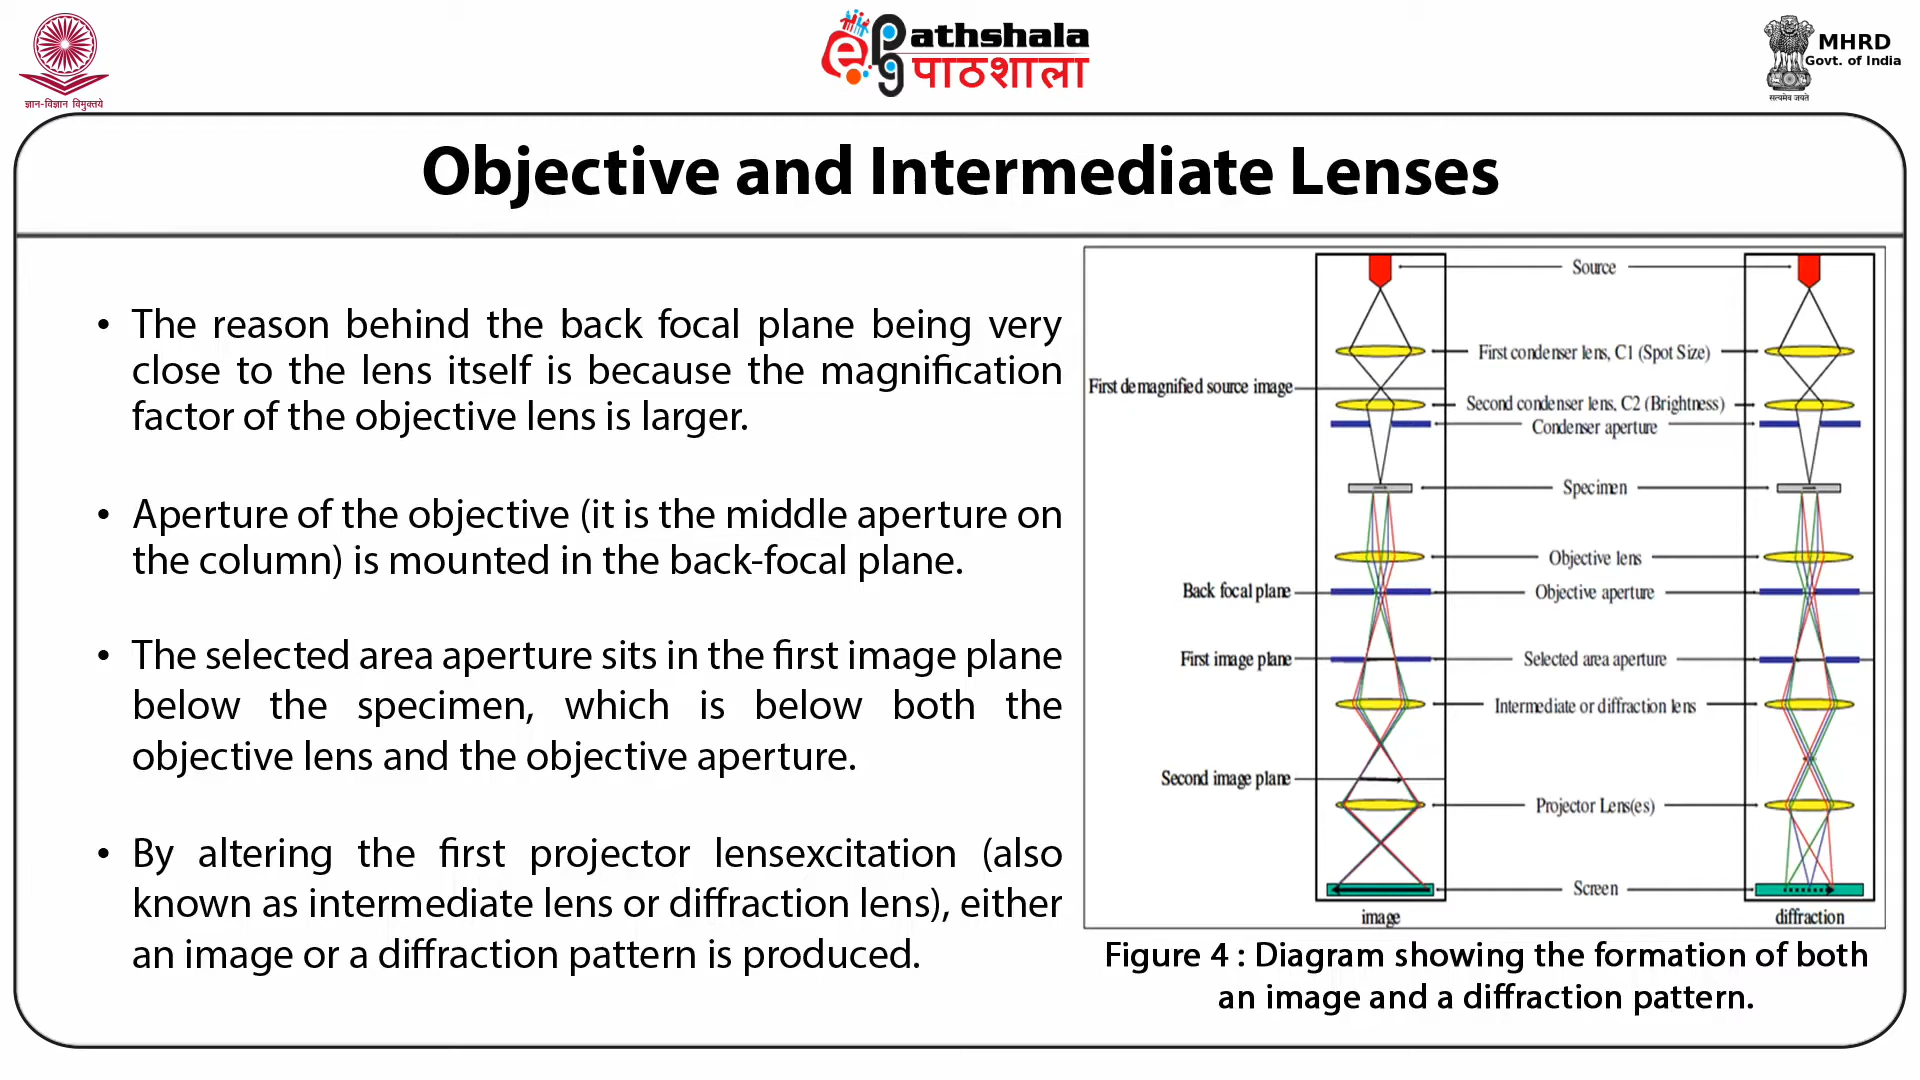 ज्ञान-विज्ञान विमुक्तये
ePathshala
पाठशाला
MHRD
Govt. of India
सत्यमेव जयते
Objective and Intermediate Lenses
• The reason behind the back focal plane being very
close to the lens itself is because the magnification
factor of the objective lens is larger.
• Aperture of the objective (it is the middle aperture on
the column) is mounted in the back-focal plane.
• The selected area aperture sits in the first image plane
below the specimen, which is below both the
objective lens and the objective aperture.
• By altering the first projector lensexcitation (also
known as intermediate lens or diffraction lens), either
an image or a diffraction pattern is produced.
Source
First condenser lens, C1 (Spot Size)
First demagnified source image
Second condenser lens, C2 (Brightness)
Condenser aperture
Specimen
Objective lens
Back focal plane
Objective aperture
First image plane
Selected area aperture
Intermediate or diffraction lens
Second image plane
Projector Lens(es)
Screen
image
diffraction
Figure 4 : Diagram showing the formation of both
an image and a diffraction pattern.